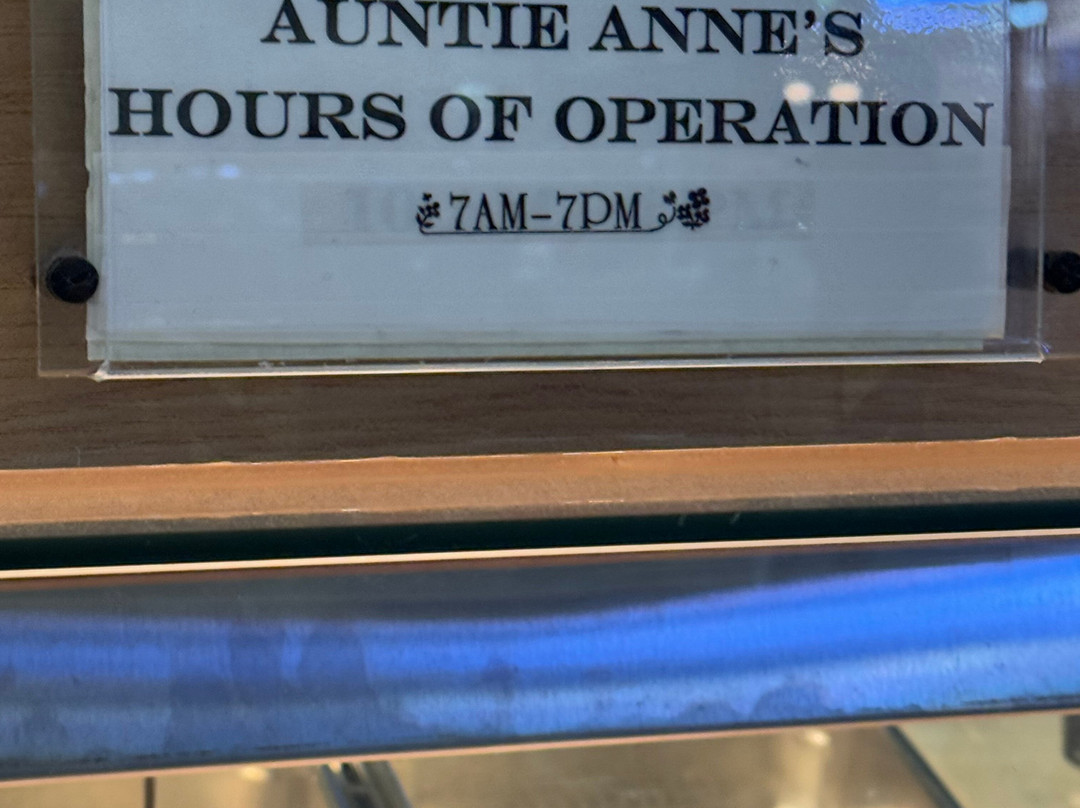 AUNTIE ANNE'S
HOURS OF OPERATION
7AM-7PM